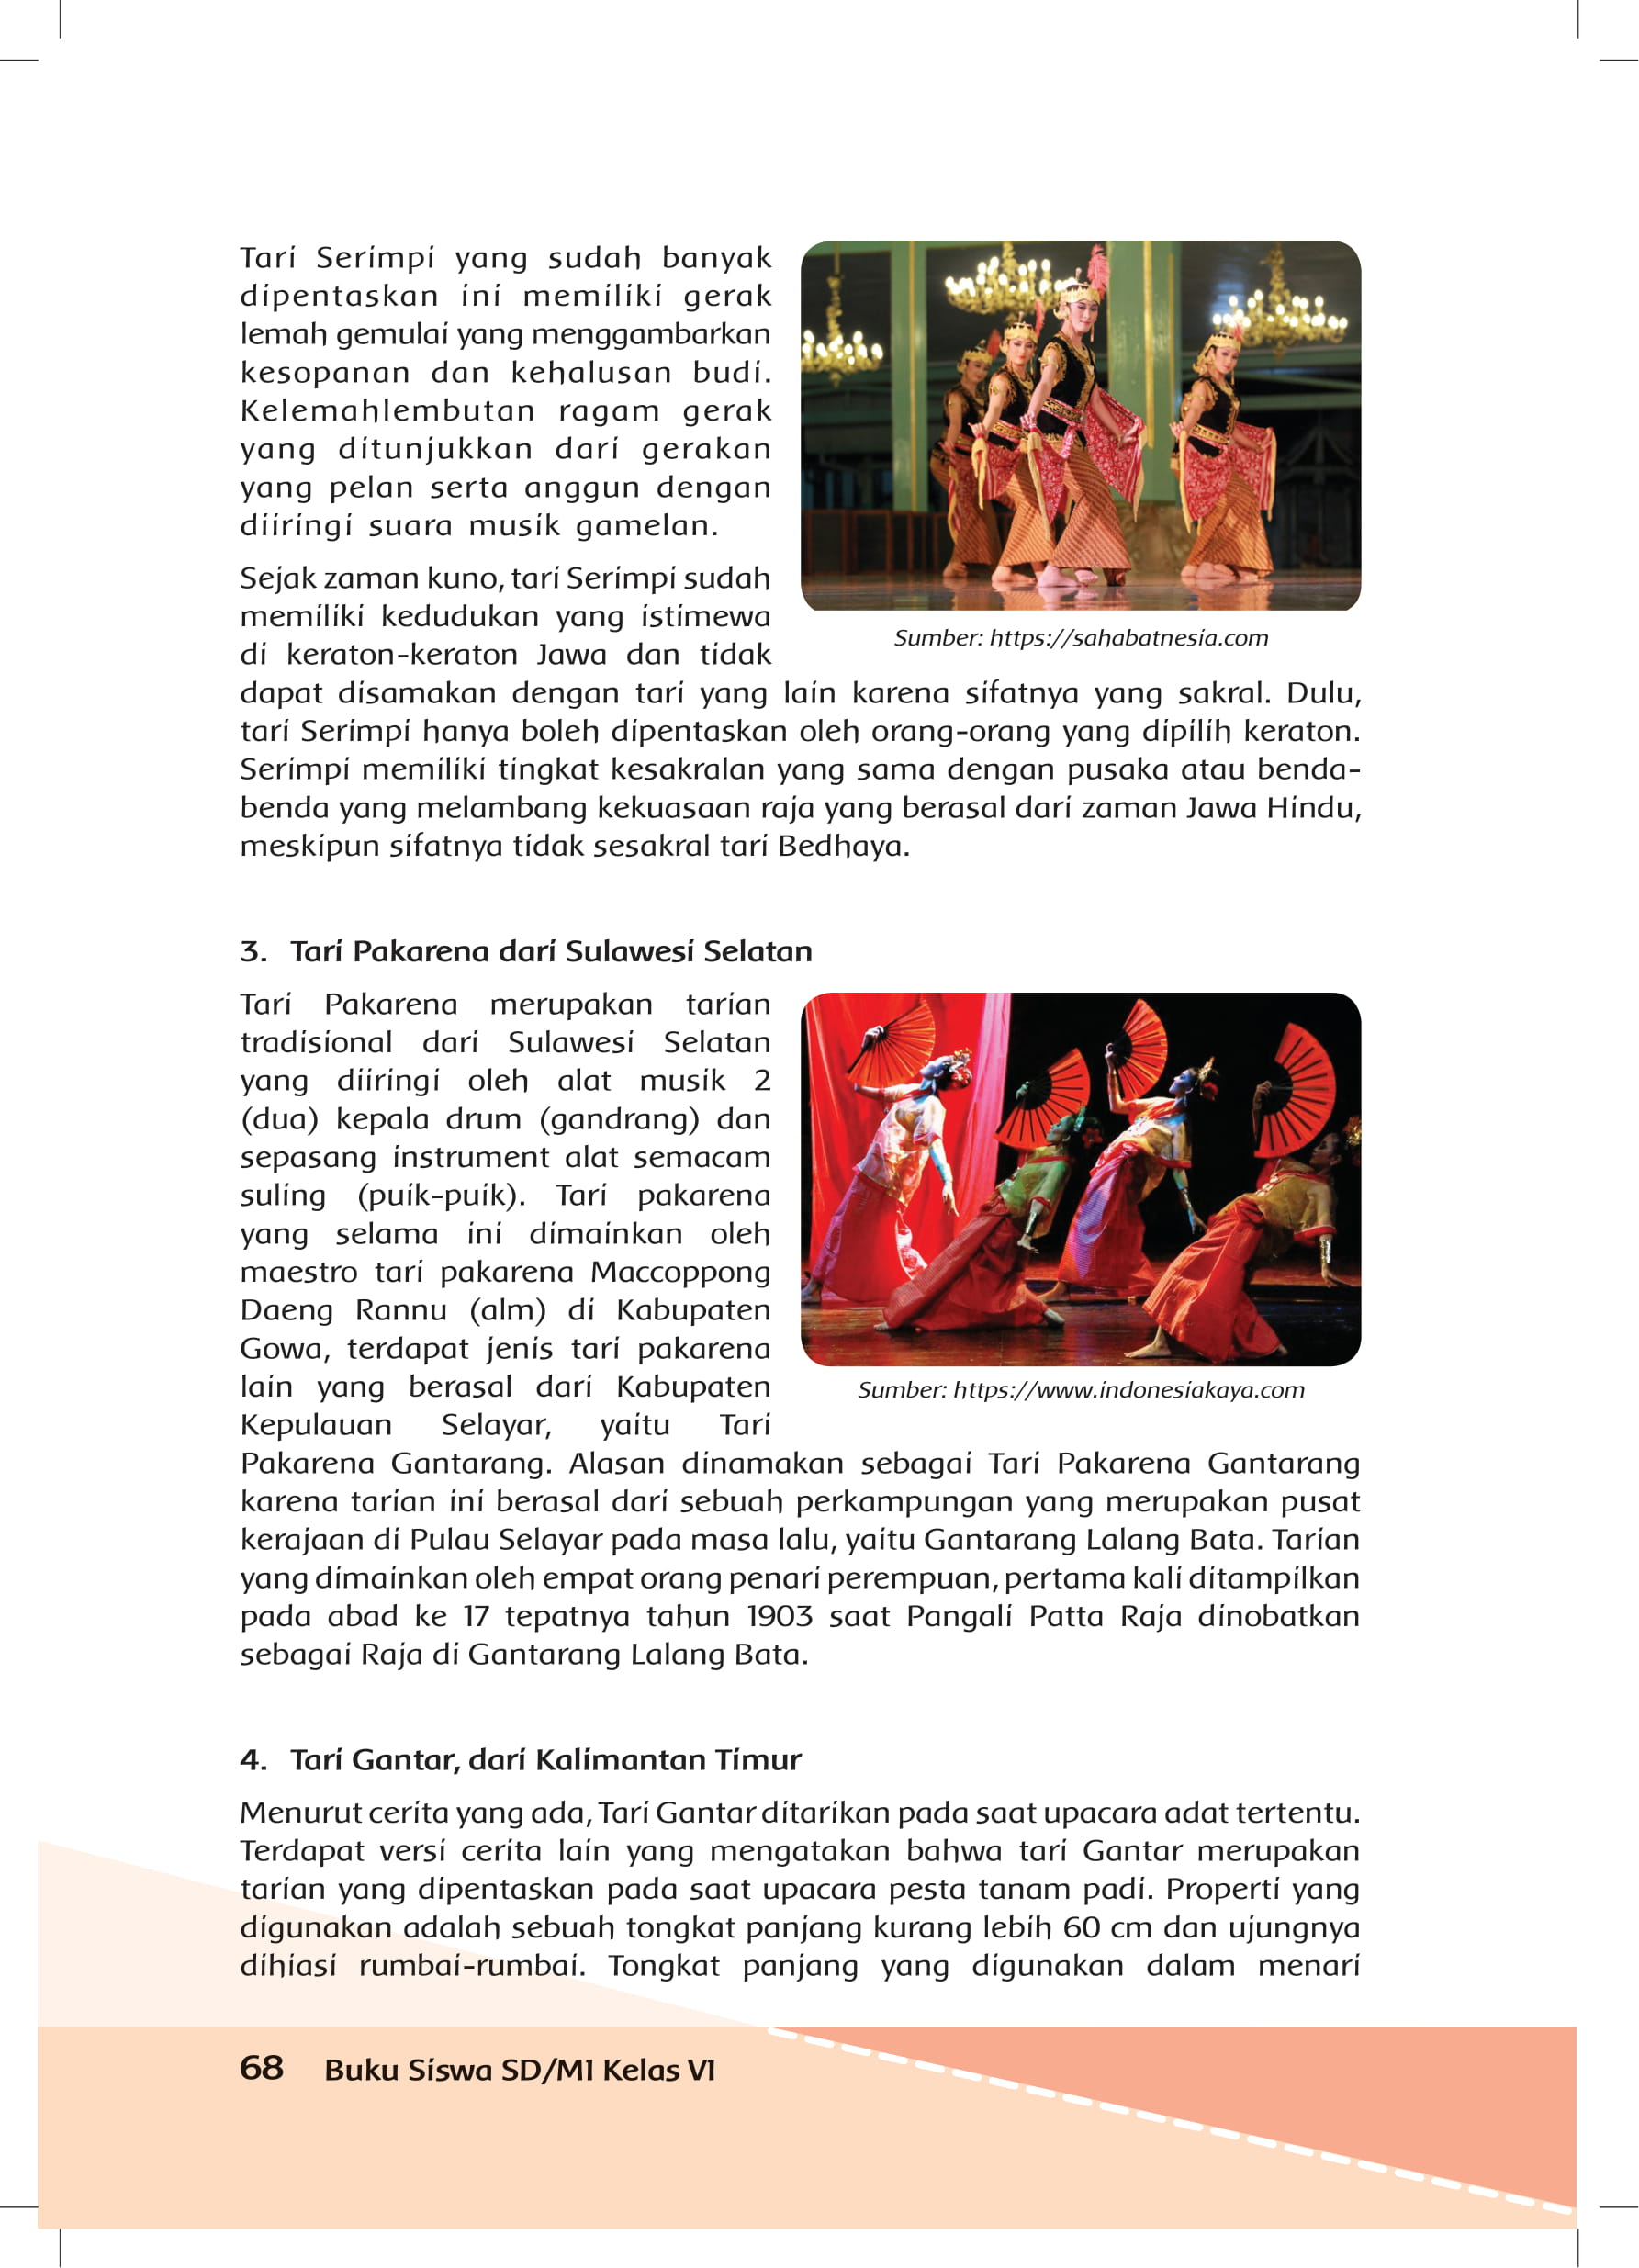 Tari Serimpi yang sudah banyak
dipentaskan ini memiliki gerak
lemah gemulai yang menggambarkan
kesopanan dan kehalusan budi.
Kelemahlembutan ragam gerak
yang ditunjukkan dari gerakan
yang pelan serta anggun dengan
diiringi suara musik gamelan.
Sejak zaman kuno, tari Serimpi sudah
memiliki kedudukan yang istimewa
di keraton-keraton Jawa dan tidak
dapat disamakan dengan tari yang lain karena sifatnya yang sakral. Dulu,
tari Serimpi hanya boleh dipentaskan oleh orang-orang yang dipilih keraton.
Serimpi memiliki tingkat kesakralan yang sama dengan pusaka atau benda-
benda yang melambang kekuasaan raja yang berasal dari zaman Jawa Hindu,
meskipun sifatnya tidak sesakral tari Bedhaya.
Sumber: https://sahabatnesia.com
3. Tari Pakarena dari Sulawesi Selatan
Tari Pakarena merupakan tarian
tradisional dari Sulawesi Selatan
yang diiringi oleh alat musik 2
(dua) kepala drum (gandrang) dan
sepasang instrument alat semacam
suling (puik-puik). Tari pakarena
yang selama ini dimainkan oleh
maestro tari pakarena Maccoppong
Daeng Rannu (alm) di Kabupaten
Gowa, terdapat jenis tari pakarena
lain yang berasal dari Kabupaten
Kepulauan Selayar, yaitu Tari
Pakarena Gantarang. Alasan dinamakan sebagai Tari Pakarena Gantarang
karena tarian ini berasal dari sebuah perkampungan yang merupakan pusat
kerajaan di Pulau Selayar pada masa lalu, yaitu Gantarang Lalang Bata. Tarian
yang dimainkan oleh empat orang penari perempuan, pertama kali ditampilkan
pada abad ke 17 tepatnya tahun 1903 saat Pangali Patta Raja dinobatkan
sebagai Raja di Gantarang Lalang Bata.
Sumber: https://www.indonesiakaya.com
4. Tari Gantar, dari Kalimantan Timur
Menurut cerita yang ada, Tari Gantar ditarikan pada saat upacara adat tertentu.
Terdapat versi cerita lain yang mengatakan bahwa tari Gantar merupakan
tarian yang dipentaskan pada saat upacara pesta tanam padi. Properti yang
digunakan adalah sebuah tongkat panjang kurang lebih 60 cm dan ujungnya
dihiasi rumbai-rumbai. Tongkat panjang yang digunakan dalam menari
68 Buku Siswa SD/MI Kelas VI